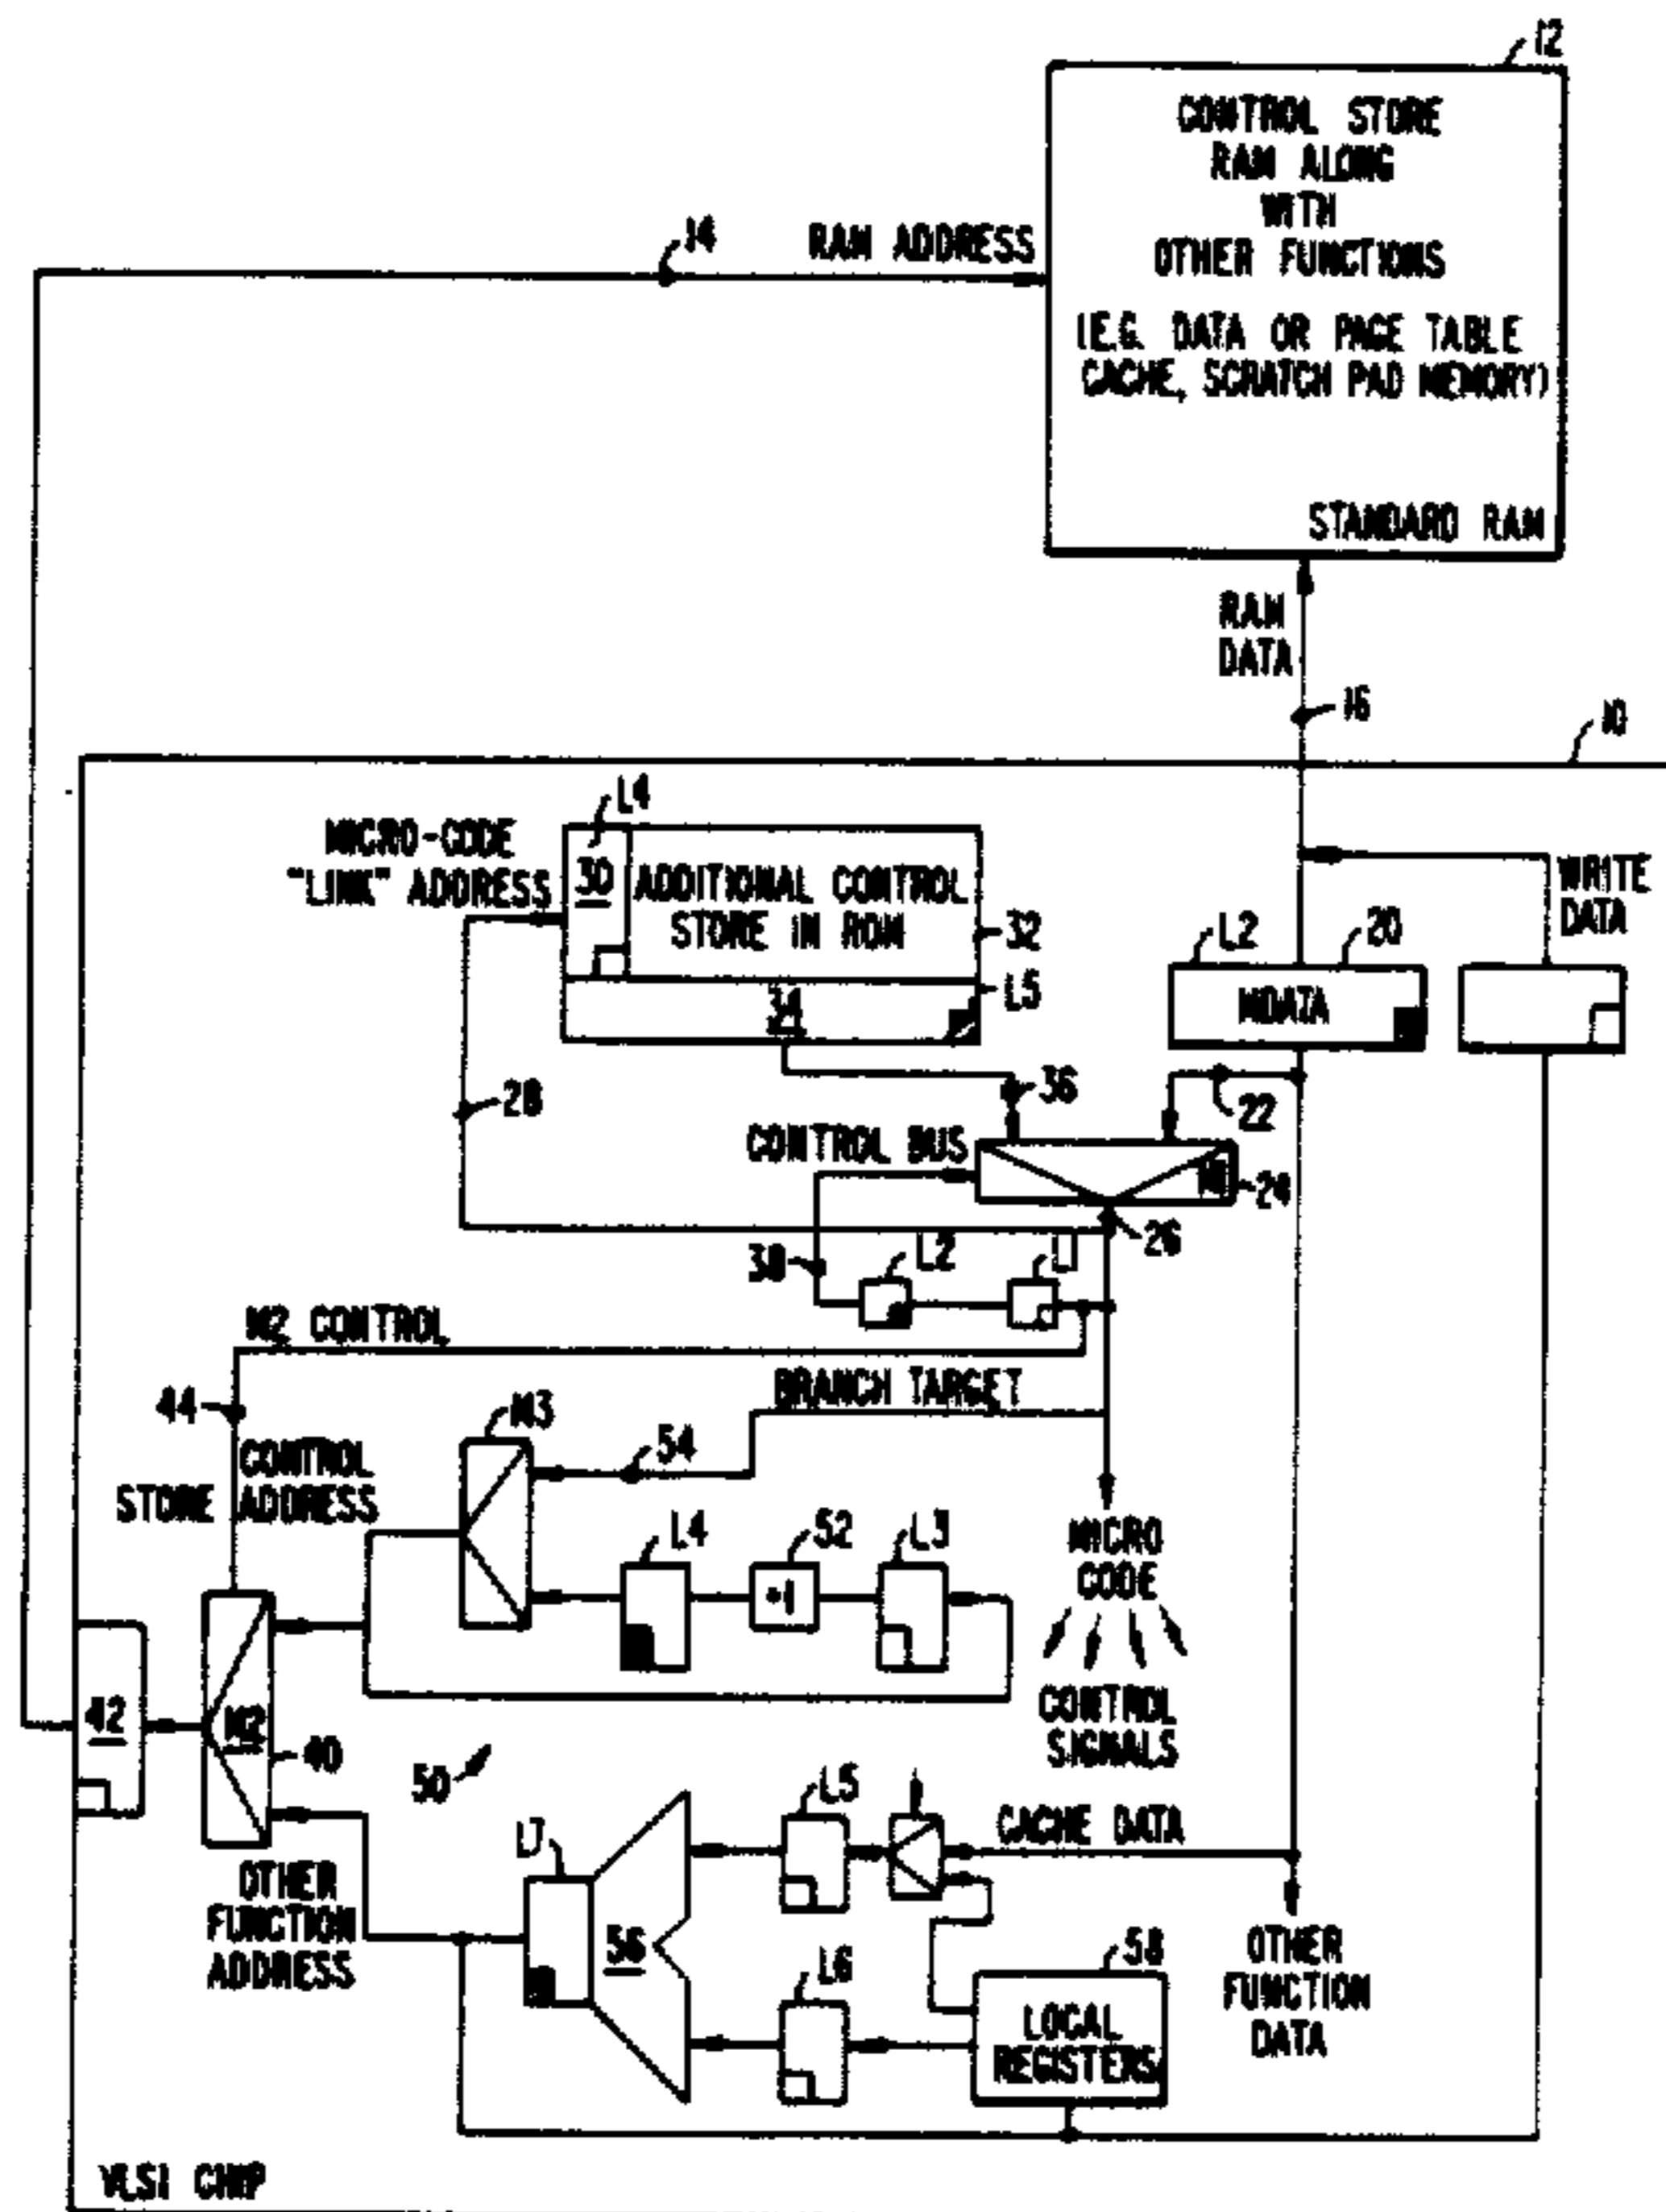 12
CONTROL STORE
RAM ALONG
WITH
OTHER FUNCTIONS
(E.G. DATA OR PAGE TABLE
CACHE, SCRATCH PAD MEMORY)
STANDARD RAM
14
RAM ADDRESS
RAM
DATA
16
10
L4
MICRO-CODE
"LINK" ADDRESS
30
ADDITIONAL CONTROL
STORE IN ROM
32
L5
34
WRITE
DATA
L2
20
MDATA
28
36
22
CONTROL BUS
M1
24
26
38
L2
L1
M2 CONTROL
BRANCH TARGET
44
M3
54
CONTROL
STORE ADDRESS
L4
52
+1
L3
MICRO
CODE
CONTROL
SIGNALS
42
M2
40
50
L5
CACHE DATA
L7
OTHER
FUNCTION
ADDRESS
56
L6
58
LOCAL
REGISTERS
OTHER
FUNCTION
DATA
VLSI CHIP